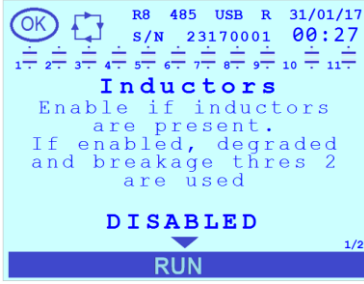 OK R8 485 USB R 31/01/17
S/N 23170001 00:27
1 2 3 4 5 6 7 8 9 10 11
Inductors
Enable if inductors
are present.
If enabled, degraded
and breakage thres 2
are used
DISABLED
1/2
RUN